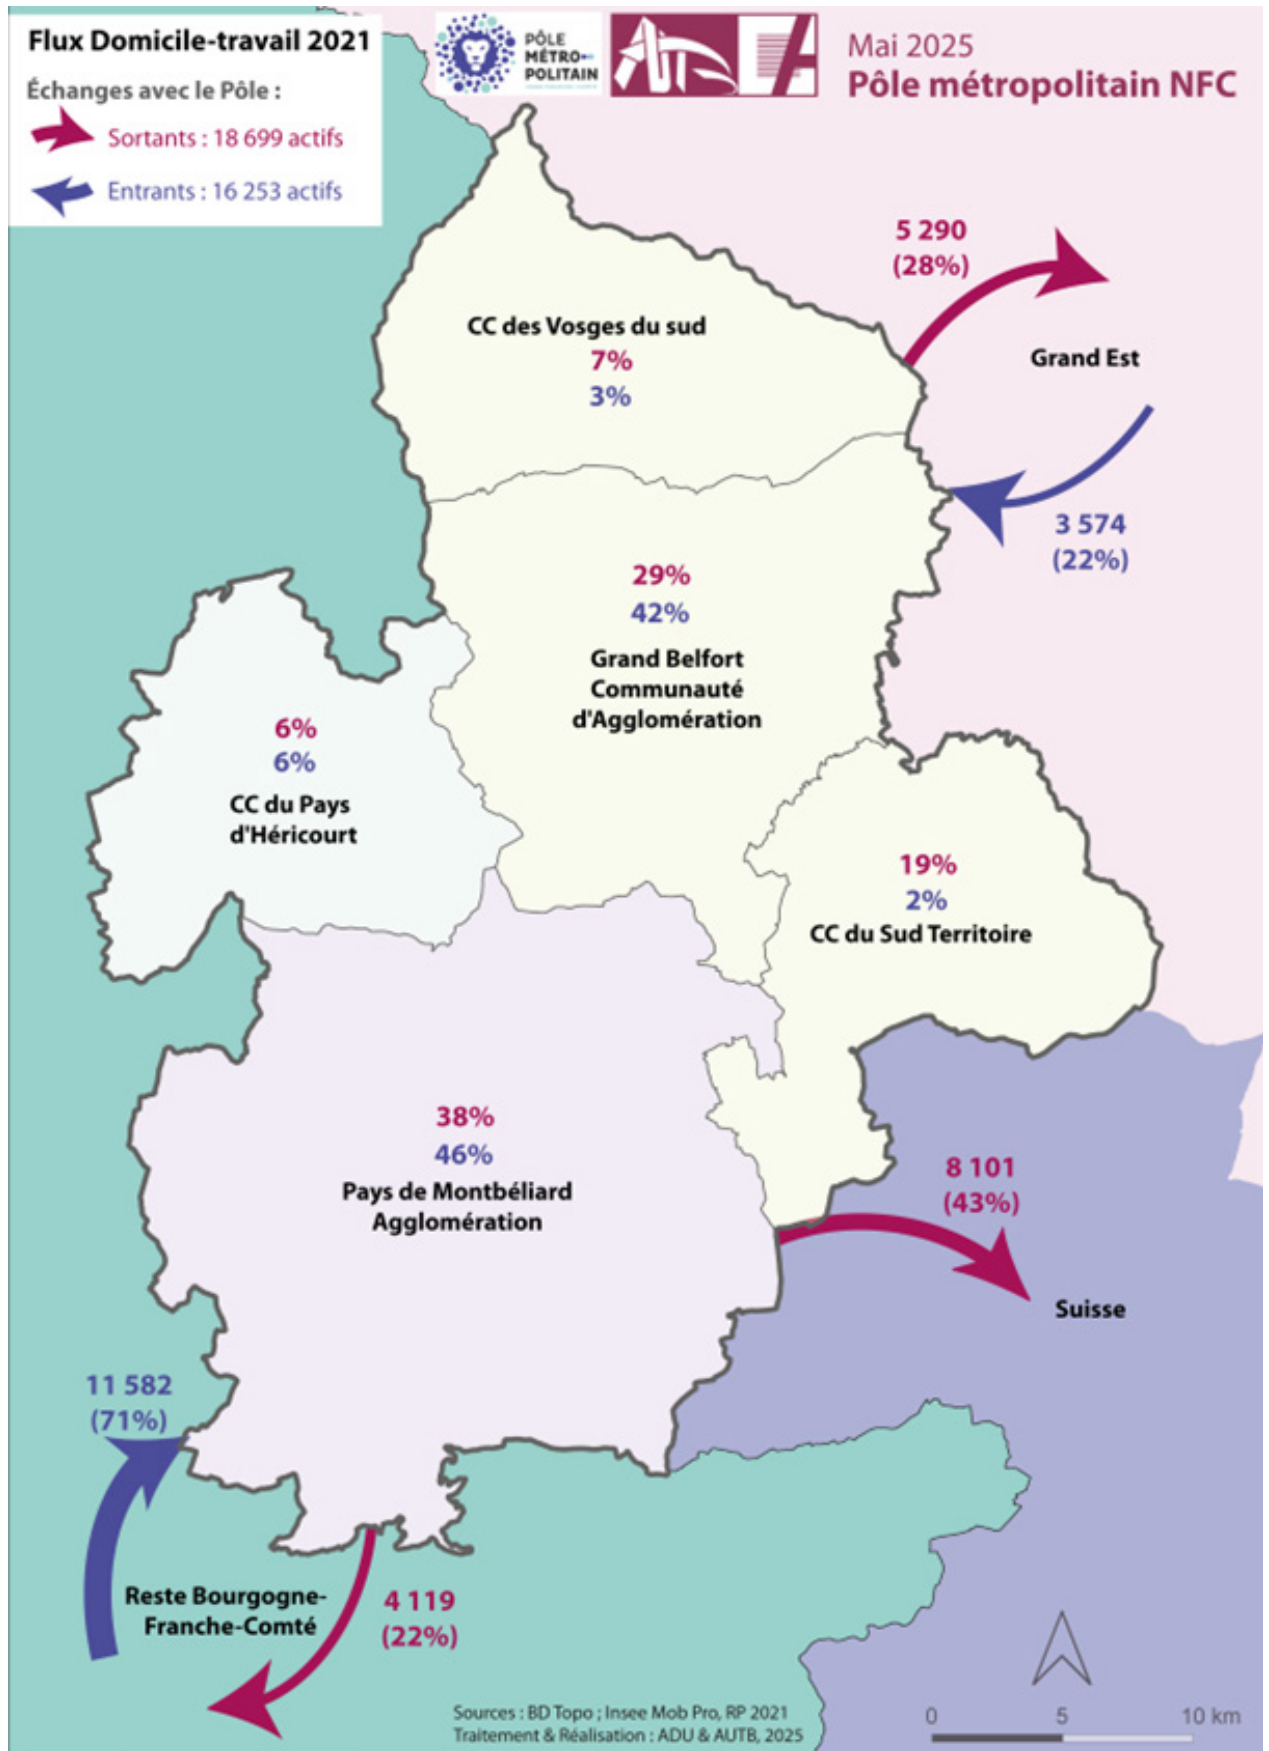 Flux Domicile-travail 2021
Échanges avec le Pôle :
Sortants : 18 699 actifs
Entrants : 16 253 actifs
PÔLE
MÉTRO-
POLITAIN
Mai 2025
Pôle métropolitain NFC
5 290
(28%)
Grand Est
3 574
(22%)
CC des Vosges du sud
7%
3%
29%
42%
Grand Belfort
Communauté
d'Agglomération
6%
6%
CC du Pays
d'Héricourt
19%
2%
CC du Sud Territoire
38%
46%
Pays de Montbéliard
Agglomération
8 101
(43%)
Suisse
11 582
(71%)
Reste Bourgogne-
Franche-Comté
4 119
(22%)
Sources : BD Topo ; Insee Mob Pro, RP 2021
Traitement & Réalisation : ADU & AUTB, 2025
0 5 10 km